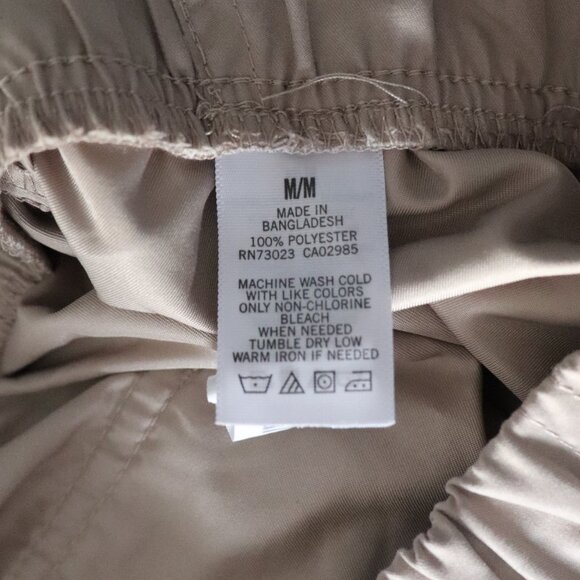 M/M
MADE IN
BANGLADESH
100% POLYESTER
RN73023 CA02985
MACHINE WASH COLD
WITH LIKE COLORS
ONLY NON-CHLORINE
BLEACH
WHEN NEEDED
TUMBLE DRY LOW
WARM IRON IF NEEDED